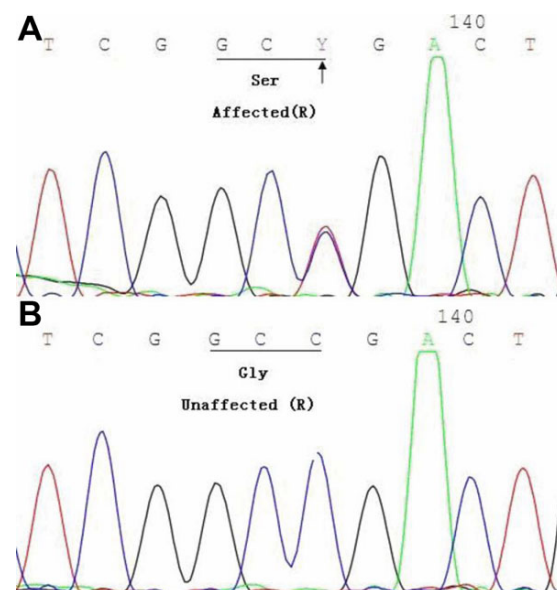 A
140
T C G G C Y G A C T
Ser
Affected(R)
B
140
T C G G C C G A C T
Gly
Unaffected (R)